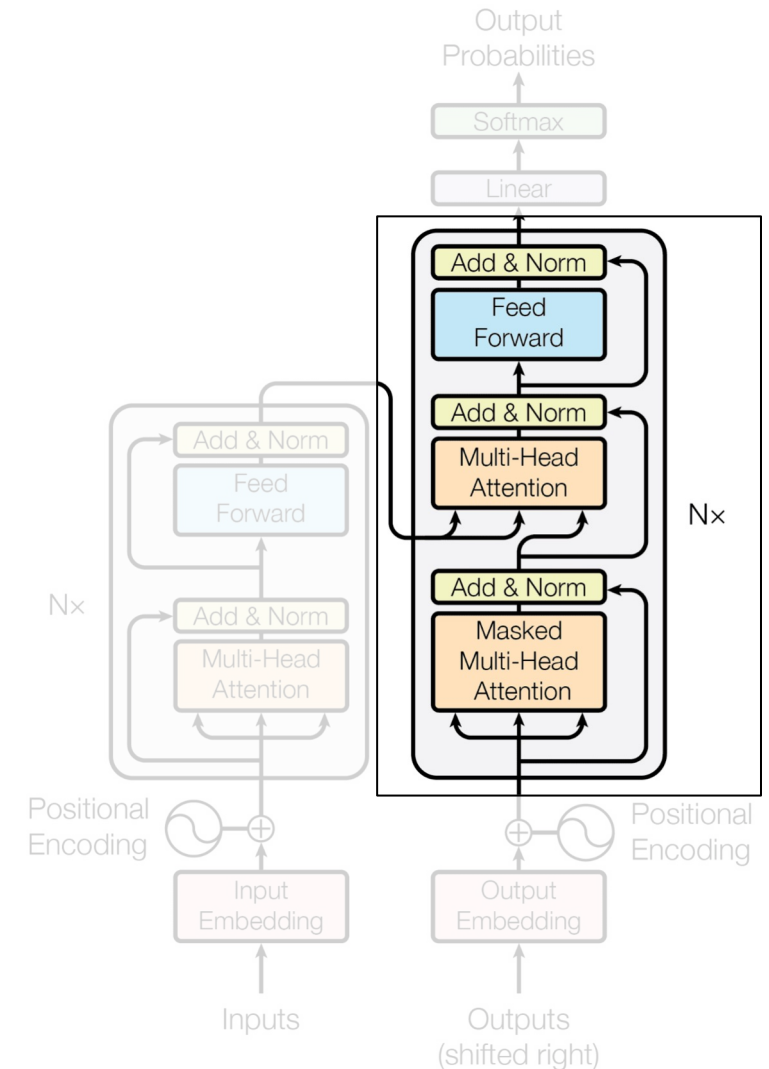 Output
Probabilities
Softmax
Linear
Add & Norm
Feed
Forward
Add & Norm
Multi-Head
Attention
Nx
Add & Norm
Masked
Multi-Head
Attention
Add & Norm
Feed
Forward
Nx
Add & Norm
Multi-Head
Attention
Positional
Encoding
Positional
Encoding
Input
Embedding
Output
Embedding
Inputs
Outputs
(shifted right)